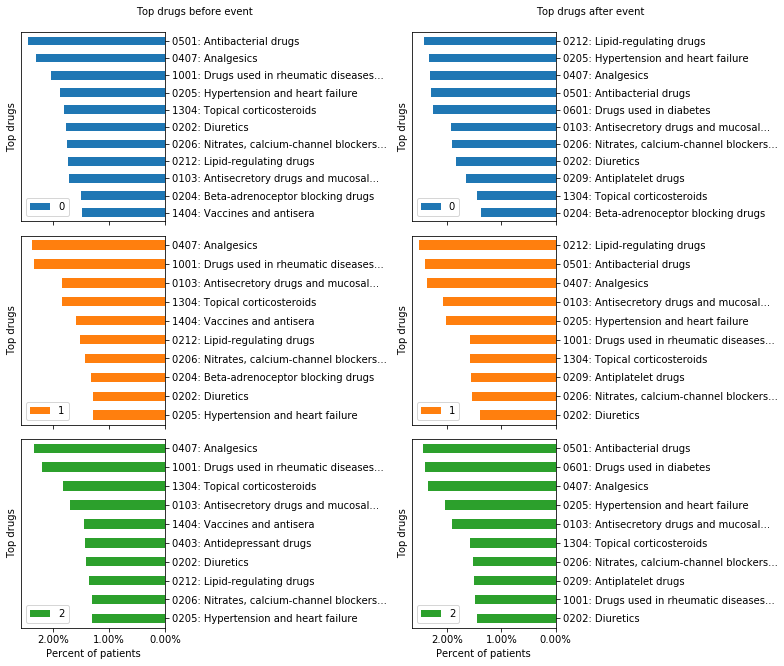 Top drugs before event
Top drugs
0501: Antibacterial drugs
0407: Analgesics
1001: Drugs used in rheumatic diseases...
0205: Hypertension and heart failure
1304: Topical corticosteroids
0202: Diuretics
0206: Nitrates, calcium-channel blockers...
0212: Lipid-regulating drugs
0103: Antisecretory drugs and mucosal...
0204: Beta-adrenoceptor blocking drugs
1404: Vaccines and antisera
0
Top drugs
0407: Analgesics
1001: Drugs used in rheumatic diseases...
0103: Antisecretory drugs and mucosal...
1304: Topical corticosteroids
1404: Vaccines and antisera
0212: Lipid-regulating drugs
0206: Nitrates, calcium-channel blockers...
0204: Beta-adrenoceptor blocking drugs
0202: Diuretics
0205: Hypertension and heart failure
1
Top drugs
0407: Analgesics
1001: Drugs used in rheumatic diseases...
1304: Topical corticosteroids
0103: Antisecretory drugs and mucosal...
1404: Vaccines and antisera
0403: Antidepressant drugs
0202: Diuretics
0212: Lipid-regulating drugs
0206: Nitrates, calcium-channel blockers...
0205: Hypertension and heart failure
2
2.00% 1.00% 0.00%
Percent of patients
Top drugs after event
Top drugs
0212: Lipid-regulating drugs
0205: Hypertension and heart failure
0407: Analgesics
0501: Antibacterial drugs
0601: Drugs used in diabetes
0103: Antisecretory drugs and mucosal...
0206: Nitrates, calcium-channel blockers...
0202: Diuretics
0209: Antiplatelet drugs
1304: Topical corticosteroids
0204: Beta-adrenoceptor blocking drugs
0
Top drugs
0212: Lipid-regulating drugs
0501: Antibacterial drugs
0407: Analgesics
0103: Antisecretory drugs and mucosal...
0205: Hypertension and heart failure
1001: Drugs used in rheumatic diseases...
1304: Topical corticosteroids
0209: Antiplatelet drugs
0206: Nitrates, calcium-channel blockers...
0202: Diuretics
1
Top drugs
0501: Antibacterial drugs
0601: Drugs used in diabetes
0407: Analgesics
0205: Hypertension and heart failure
0103: Antisecretory drugs and mucosal...
1304: Topical corticosteroids
0206: Nitrates, calcium-channel blockers...
0209: Antiplatelet drugs
1001: Drugs used in rheumatic diseases...
0202: Diuretics
2
2.00% 1.00% 0.00%
Percent of patients